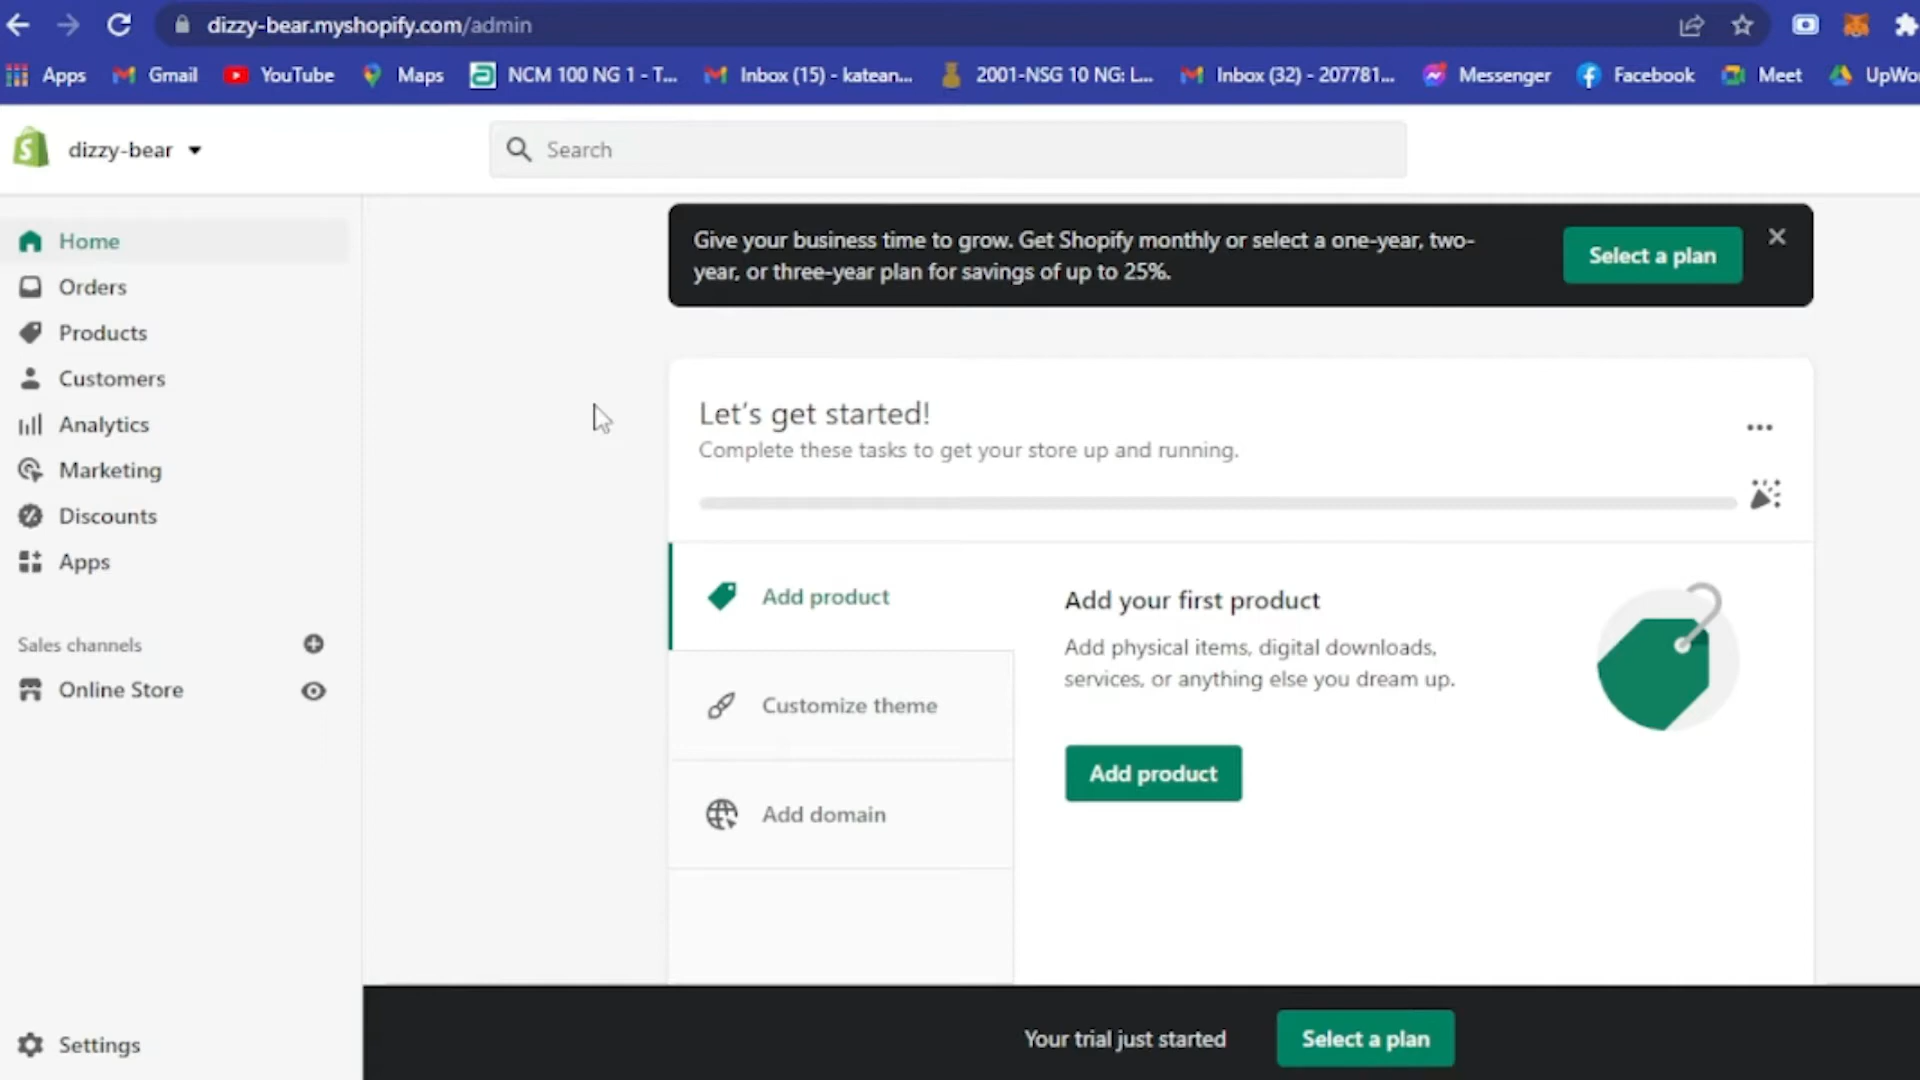 dizzy-bear.myshopify.com/admin
Apps Gmail YouTube Maps NCM 100 NG 1 - T... Inbox (15) - katean... 2001-NSG 10 NG: L... Inbox (32) - 207781... Messenger Facebook Meet UpWo
dizzy-bear
Search
Home
Orders
Products
Customers
Analytics
Marketing
Discounts
Apps
Sales channels
Online Store
Settings
Give your business time to grow. Get Shopify monthly or select a one-year, two-
year, or three-year plan for savings of up to 25%.
Select a plan
Let's get started!
Complete these tasks to get your store up and running.
Add product
Customize theme
Add domain
Add your first product
Add physical items, digital downloads,
services, or anything else you dream up.
Add product
Your trial just started
Select a plan